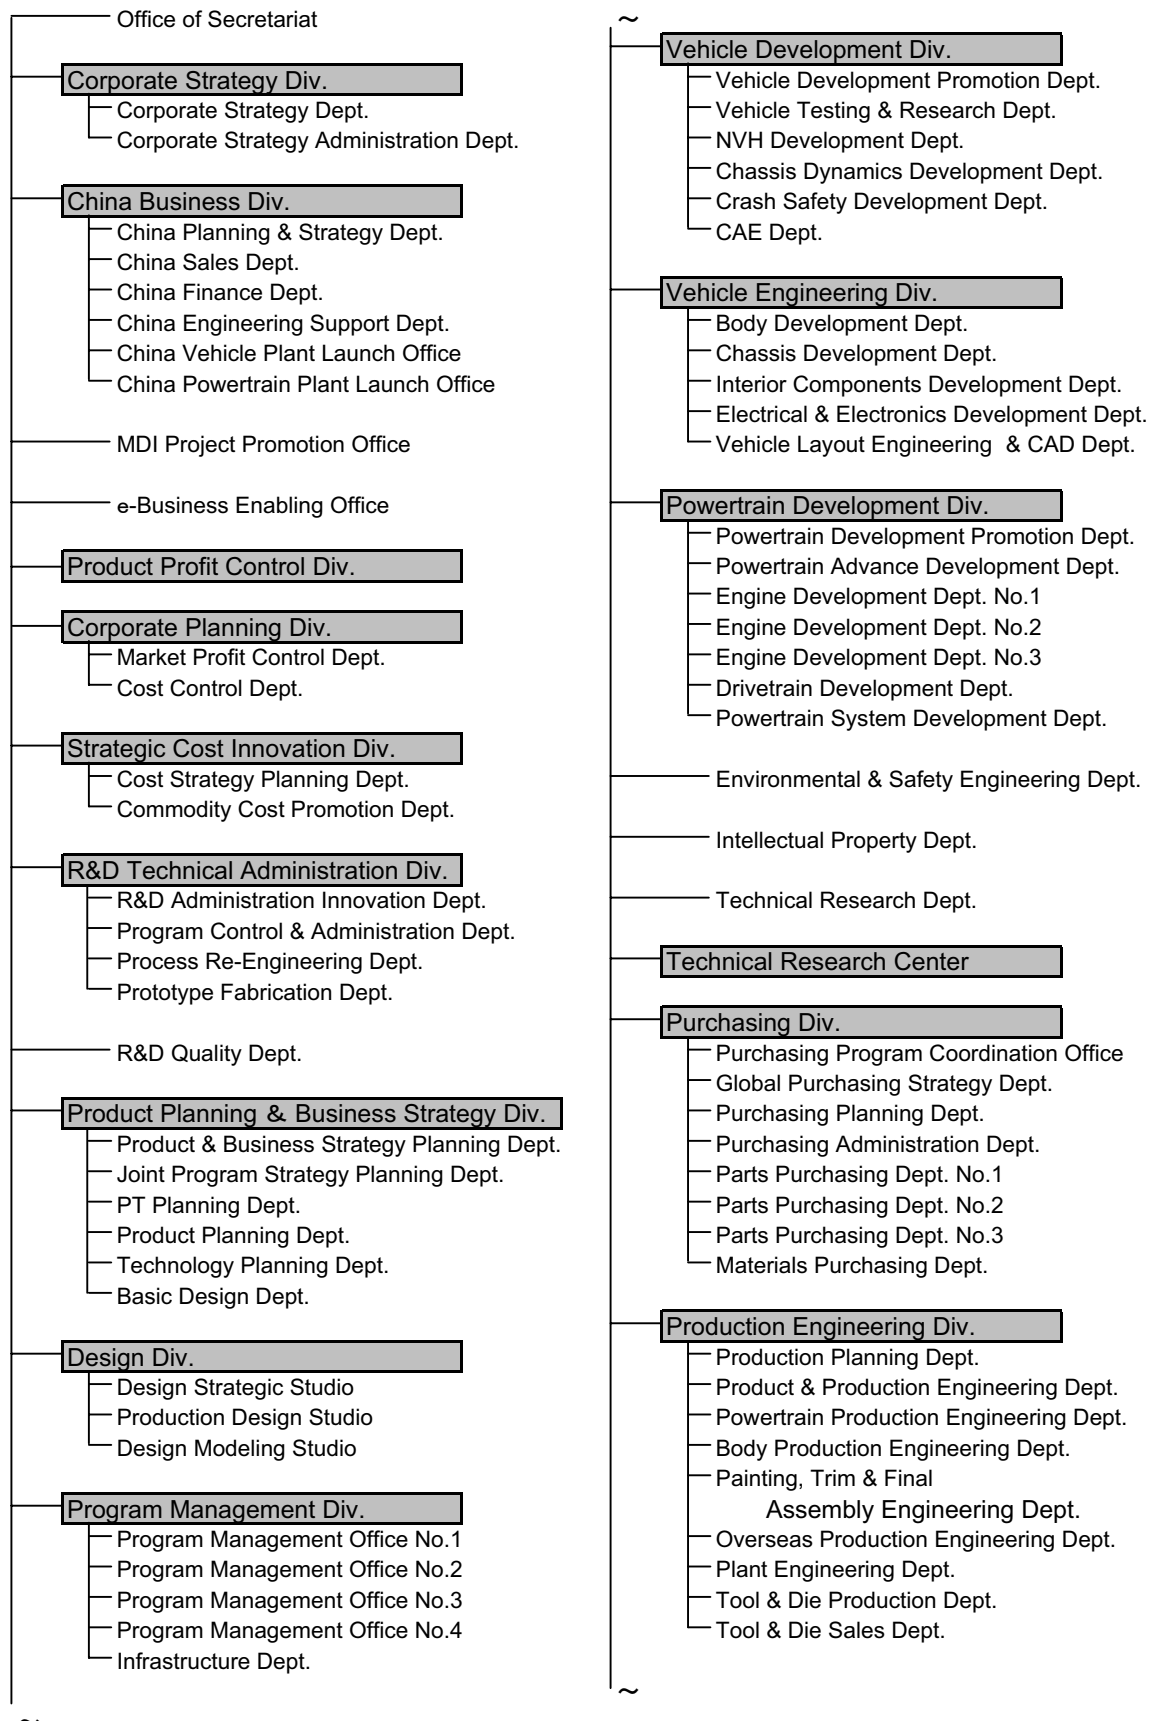 Office of Secretariat
Corporate Strategy Div.
Corporate Strategy Dept.
Corporate Strategy Administration Dept.
China Business Div.
China Planning & Strategy Dept.
China Sales Dept.
China Finance Dept.
China Engineering Support Dept.
China Vehicle Plant Launch Office
China Powertrain Plant Launch Office
MDI Project Promotion Office
e-Business Enabling Office
Product Profit Control Div.
Corporate Planning Div.
Market Profit Control Dept.
Cost Control Dept.
Strategic Cost Innovation Div.
Cost Strategy Planning Dept.
Commodity Cost Promotion Dept.
R&D Technical Administration Div.
R&D Administration Innovation Dept.
Program Control & Administration Dept.
Process Re-Engineering Dept.
Prototype Fabrication Dept.
R&D Quality Dept.
Product Planning & Business Strategy Div.
Product & Business Strategy Planning Dept.
Joint Program Strategy Planning Dept.
PT Planning Dept.
Product Planning Dept.
Technology Planning Dept.
Basic Design Dept.
Design Div.
Design Strategic Studio
Production Design Studio
Design Modeling Studio
Program Management Div.
Program Management Office No.1
Program Management Office No.2
Program Management Office No.3
Program Management Office No.4
Infrastructure Dept.
~
Vehicle Development Div.
Vehicle Development Promotion Dept.
Vehicle Testing & Research Dept.
NVH Development Dept.
Chassis Dynamics Development Dept.
Crash Safety Development Dept.
CAE Dept.
Vehicle Engineering Div.
Body Development Dept.
Chassis Development Dept.
Interior Components Development Dept.
Electrical & Electronics Development Dept.
Vehicle Layout Engineering & CAD Dept.
Powertrain Development Div.
Powertrain Development Promotion Dept.
Powertrain Advance Development Dept.
Engine Development Dept. No.1
Engine Development Dept. No.2
Engine Development Dept. No.3
Drivetrain Development Dept.
Powertrain System Development Dept.
Environmental & Safety Engineering Dept.
Intellectual Property Dept.
Technical Research Dept.
Technical Research Center
Purchasing Div.
Purchasing Program Coordination Office
Global Purchasing Strategy Dept.
Purchasing Planning Dept.
Purchasing Administration Dept.
Parts Purchasing Dept. No.1
Parts Purchasing Dept. No.2
Parts Purchasing Dept. No.3
Materials Purchasing Dept.
Production Engineering Div.
Production Planning Dept.
Product & Production Engineering Dept.
Powertrain Production Engineering Dept.
Body Production Engineering Dept.
Painting, Trim & Final
Assembly Engineering Dept.
Overseas Production Engineering Dept.
Plant Engineering Dept.
Tool & Die Production Dept.
Tool & Die Sales Dept.
~